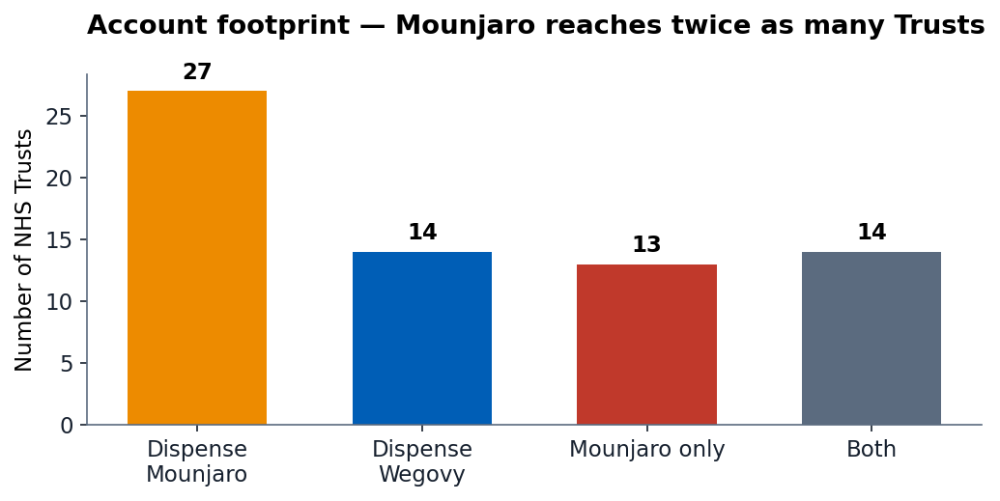 Account footprint — Mounjaro reaches twice as many Trusts
Number of NHS Trusts
25
20
15
10
5
0
27
14
13
14
Dispense
Mounjaro
Dispense
Wegovy
Mounjaro only
Both